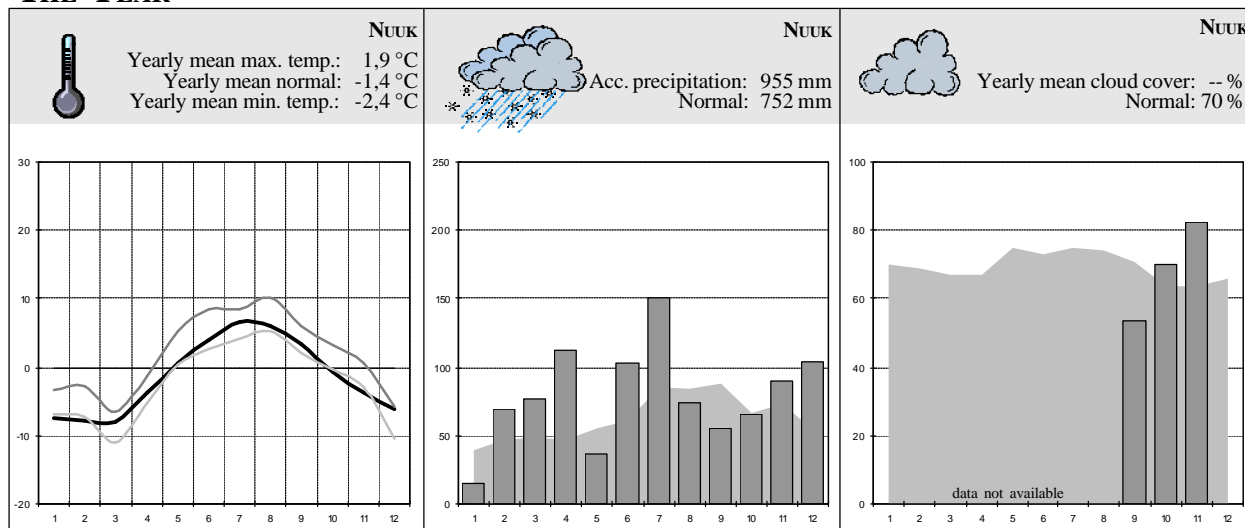 THE YEAR
NUUK
Yearly mean max. temp.: 1,9 °C
Yearly mean normal: -1,4 °C
Yearly mean min. temp.: -2,4 °C
NUUK
Acc. precipitation: 955 mm
Normal: 752 mm
NUUK
Yearly mean cloud cover: -- %
Normal: 70 %
30
20
10
0
-10
-20
1 2 3 4 5 6 7 8 9 10 11 12
250
200
150
100
50
0
1 2 3 4 5 6 7 8 9 10 11 12
100
80
60
40
20
0
data not available
1 2 3 4 5 6 7 8 9 10 11 12